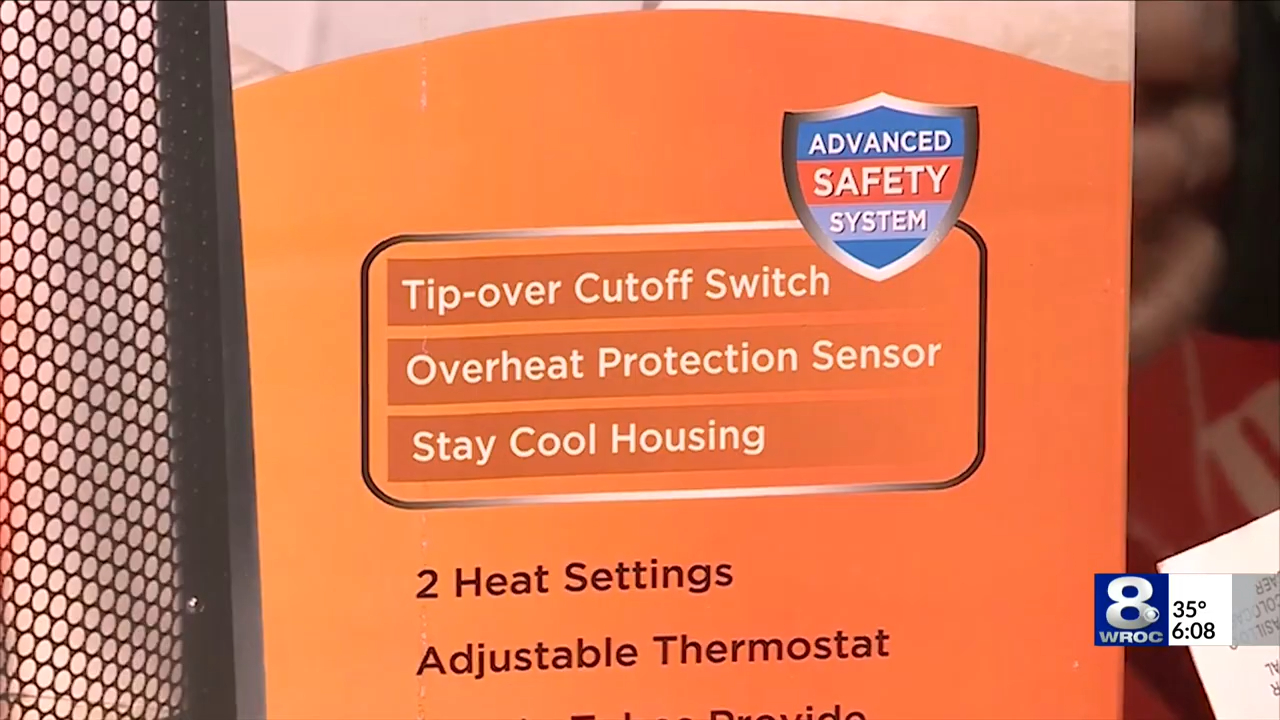 ADVANCED
SAFETY
SYSTEM
Tip-over Cutoff Switch
Overheat Protection Sensor
Stay Cool Housing
2 Heat Settings
Adjustable Thermostat
Provide
8
WROC
35°
6:08